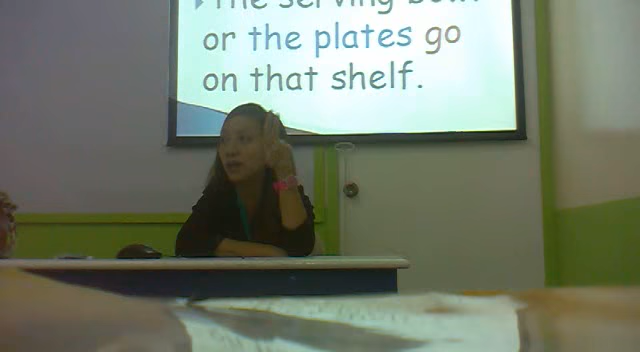 The serving bowl
or the plates go
on that shelf.